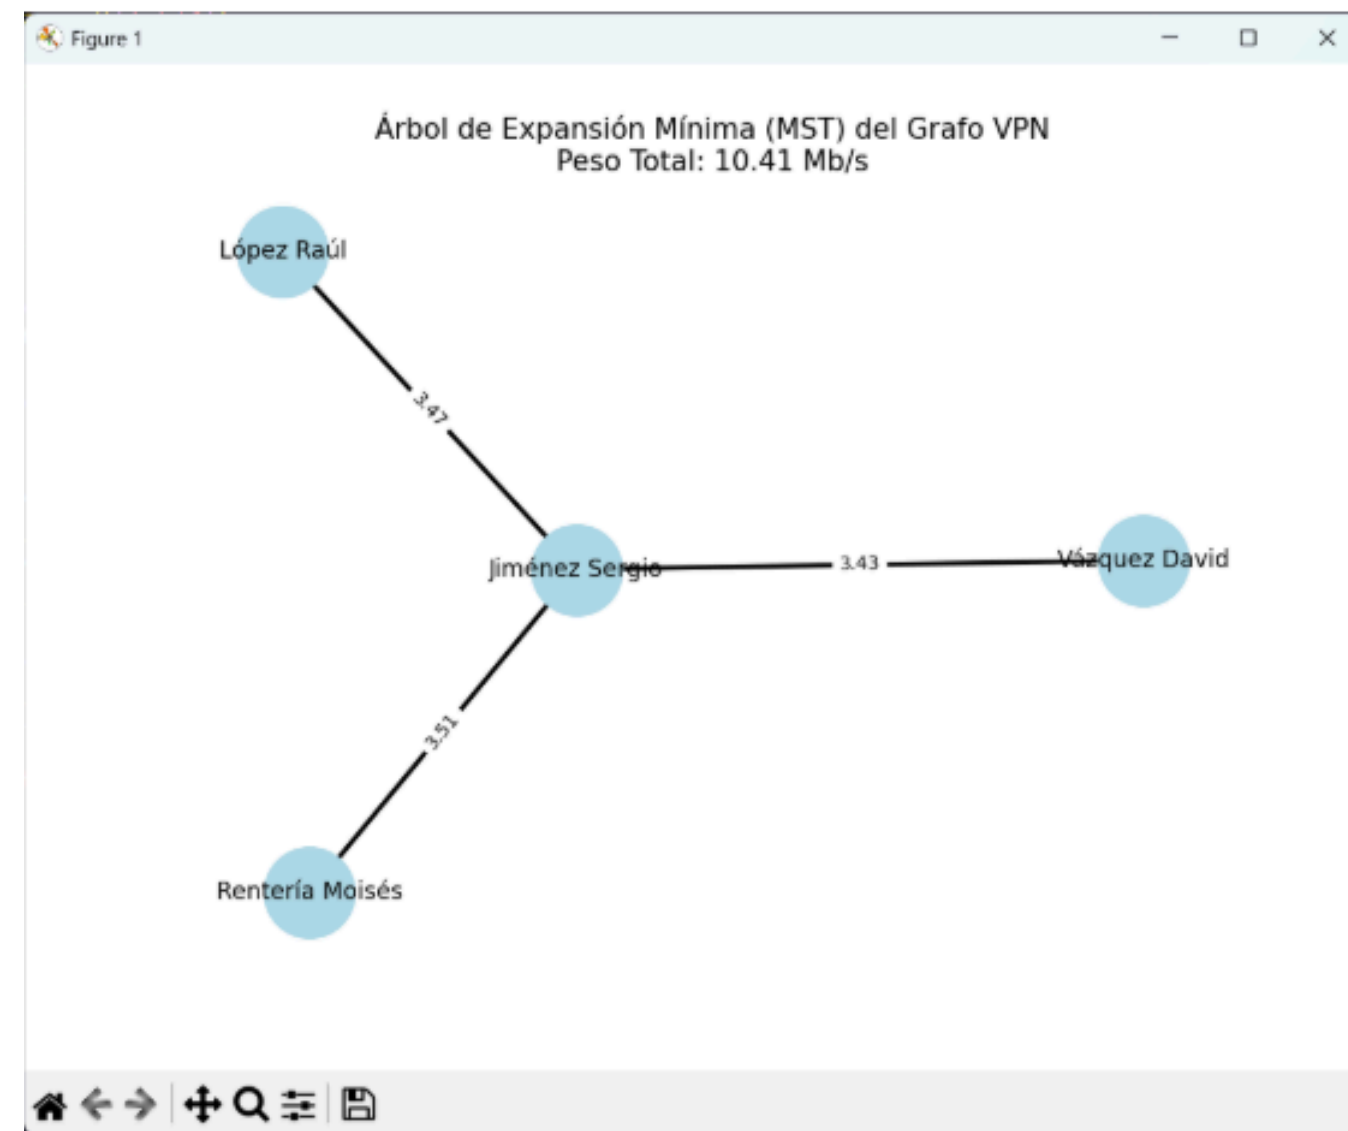 Figure 1
Árbol de Expansión Mínima (MST) del Grafo VPN
Peso Total: 10.41 Mb/s
López Raúl
3.47
Jiménez Sergio
3.43
Vázquez David
3.51
Rentería Moisés